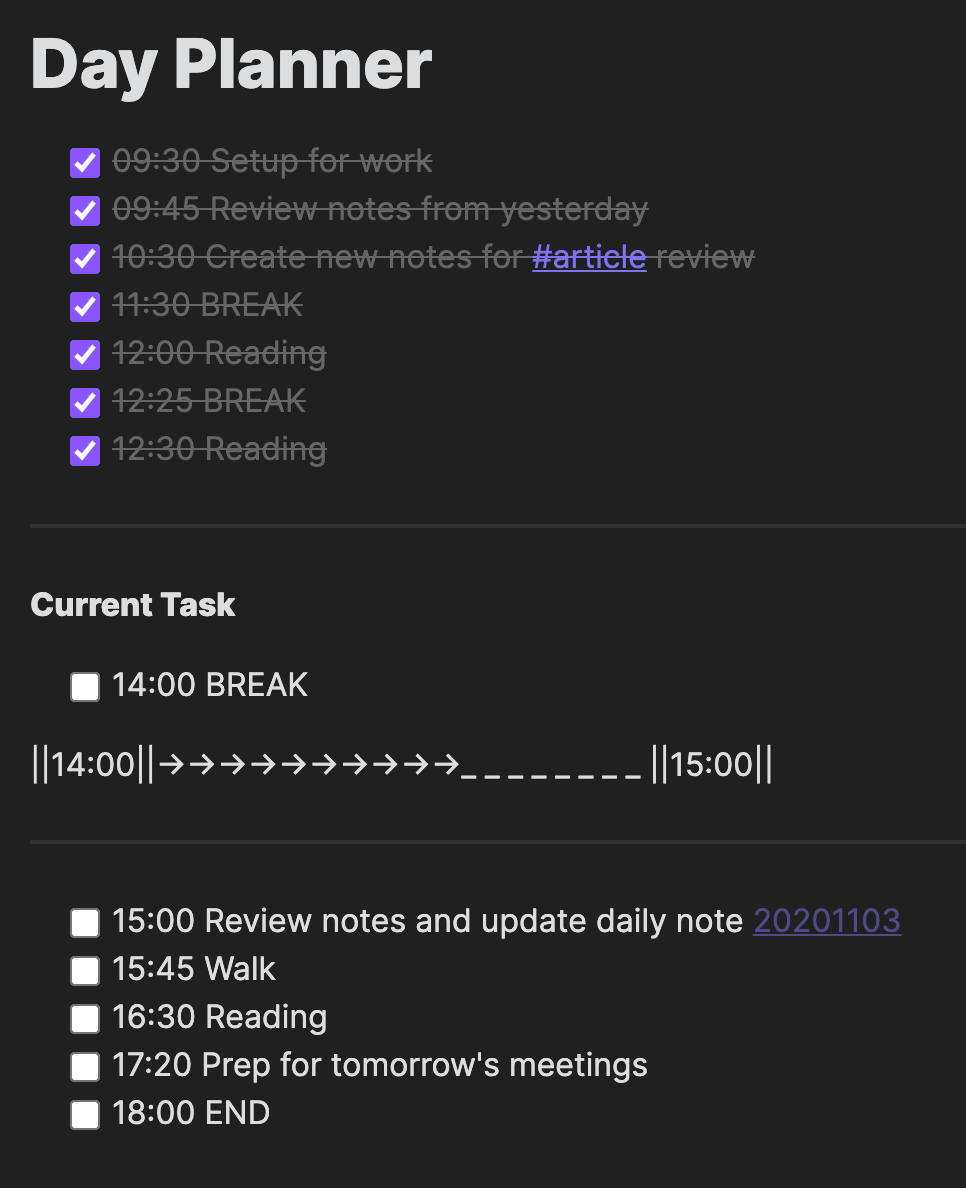 Day Planner
09:30 Setup for work
09:45 Review notes from yesterday
10:30 Create new notes for #article review
11:30 BREAK
12:00 Reading
12:25 BREAK
12:30 Reading
Current Task
14:00 BREAK
||14:00||→→→→→→→→→→_ _ _ _ _ _ _ _ ||15:00||
15:00 Review notes and update daily note 20201103
15:45 Walk
16:30 Reading
17:20 Prep for tomorrow's meetings
18:00 END